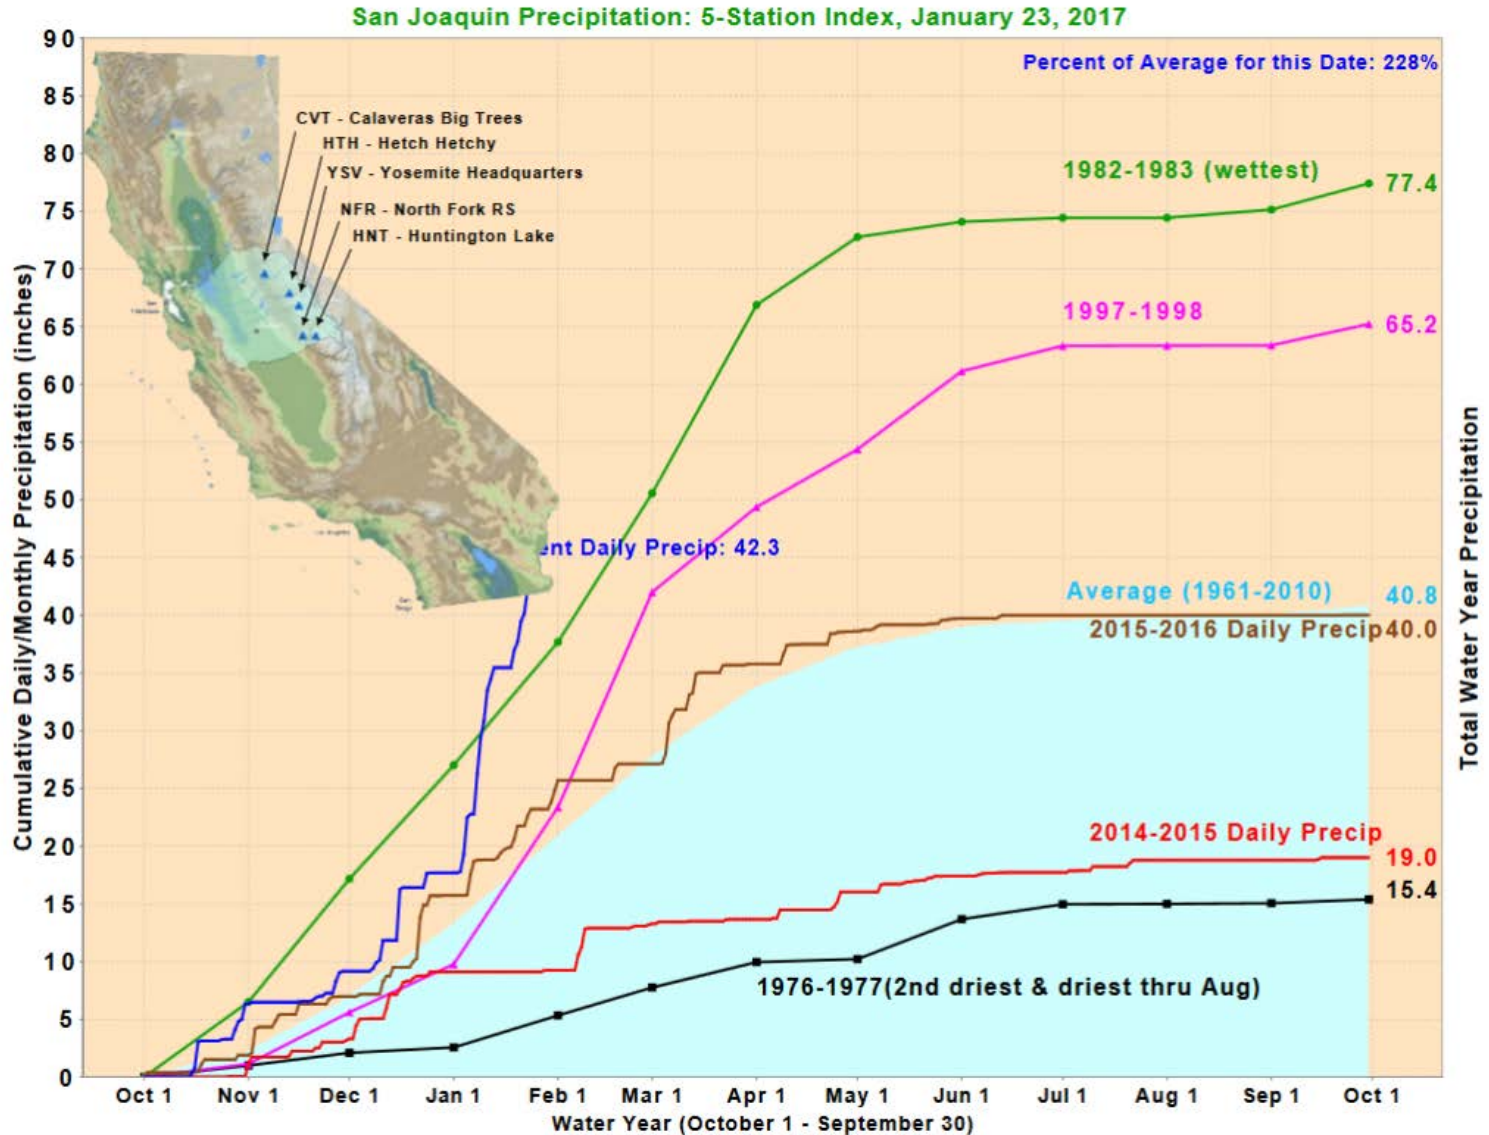 San Joaquin Precipitation: 5-Station Index, January 23, 2017
Percent of Average for this Date: 228%
Cumulative Daily/Monthly Precipitation (inches)
90
85
80
75
70
65
60
55
50
45
40
35
30
25
20
15
10
5
0
CVT - Calaveras Big Trees
HTH - Hetch Hetchy
YSV - Yosemite Headquarters
NFR - North Fork RS
HNT - Huntington Lake
1982-1983 (wettest)
77.4
1997-1998
65.2
ent Daily Precip: 42.3
Average (1961-2010)
40.8
2015-2016 Daily Precip
40.0
2014-2015 Daily Precip
19.0
15.4
1976-1977(2nd driest & driest thru Aug)
Total Water Year Precipitation
Oct 1 Nov 1 Dec 1 Jan 1 Feb 1 Mar 1 Apr 1 May 1 Jun 1 Jul 1 Aug 1 Sep 1 Oct 1
Water Year (October 1 - September 30)